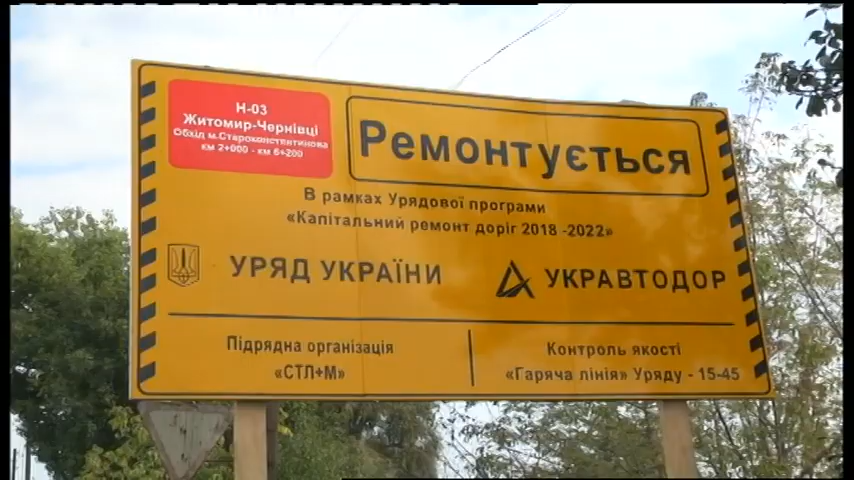 Н-03
Житомир-Чернівці
Обхід м.Староконстянтинова
км 2+000 - км 6+200
Ремонтується
В рамках Урядової програми
«Капітальний ремонт доріг 2018 -2022»
УРЯД УКРАЇНИ
УКРАВТОДОР
Підрядна організація
«СТЛ+М»
Контроль якості
«Гаряча лінія» Уряду - 15-45